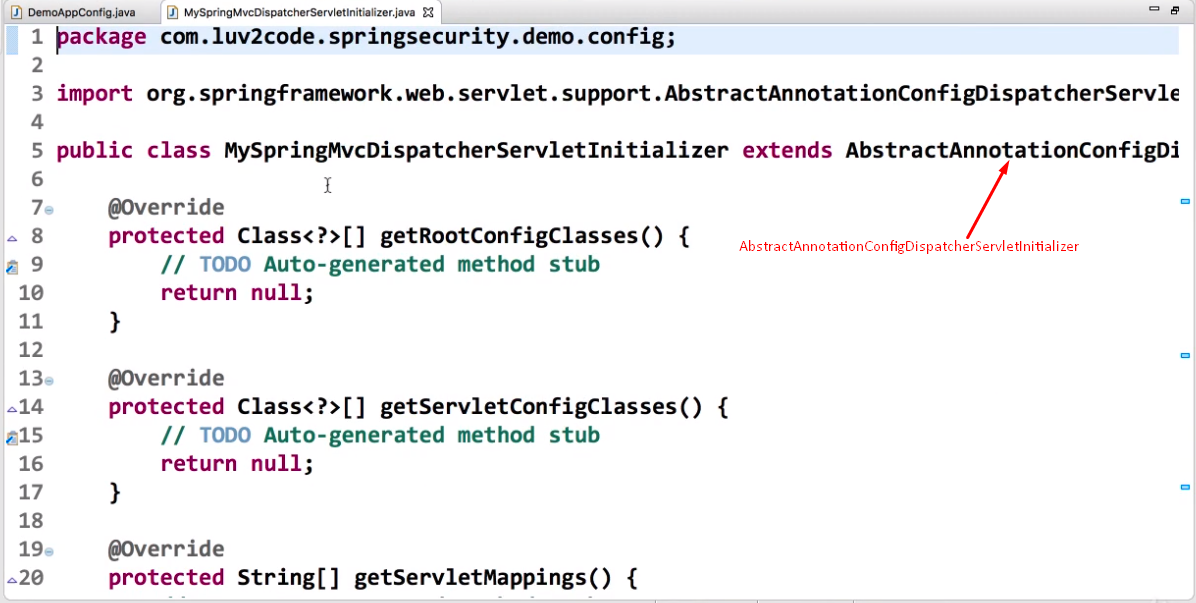 DemoAppConfig.java MySpringMvcDispatcherServletInitializer.java
1 package com.luv2code.springsecurity.demo.config;
2
3 import org.springframework.web.servlet.support.AbstractAnnotationConfigDispatcherServle
4
5 public class MySpringMvcDispatcherServletInitializer extends AbstractAnnotationConfigDi
6
7 @Override
8 protected Class<?>[] getRootConfigClasses() {
AbstractAnnotationConfigDispatcherServletInitializer
9 // TODO Auto-generated method stub
10 return null;
11 }
12
13 @Override
14 protected Class<?>[] getServletConfigClasses() {
15 // TODO Auto-generated method stub
16 return null;
17 }
18
19 @Override
20 protected String[] getServletMappings() {